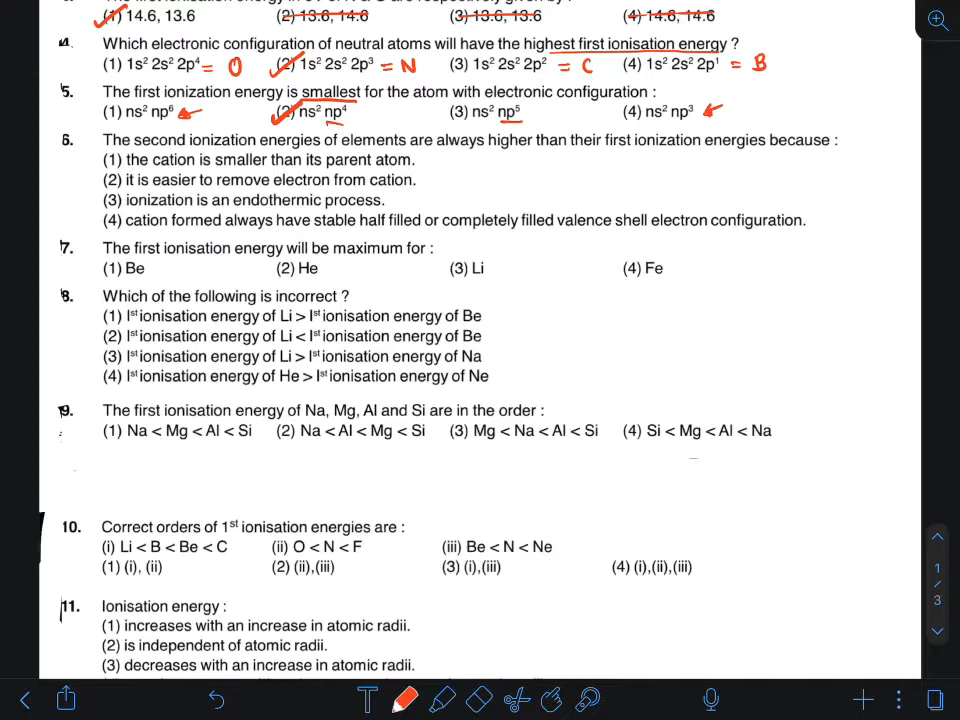 (1) 14.6, 13.6 (2) 13.6, 14.6 (3) 13.6, 13.6 (4) 14.6, 14.6
4. Which electronic configuration of neutral atoms will have the highest first ionisation energy ?
(1) 1s² 2s² 2p⁴ = O (2) 1s² 2s² 2p³ = N (3) 1s² 2s² 2p² = C (4) 1s² 2s² 2p¹ = B
5. The first ionization energy is smallest for the atom with electronic configuration :
(1) ns² np⁶ (2) ns² np⁴ (3) ns² np⁵ (4) ns² np³
6. The second ionization energies of elements are always higher than their first ionization energies because :
(1) the cation is smaller than its parent atom.
(2) it is easier to remove electron from cation.
(3) ionization is an endothermic process.
(4) cation formed always have stable half filled or completely filled valence shell electron configuration.
7. The first ionisation energy will be maximum for :
(1) Be (2) He (3) Li (4) Fe
8. Which of the following is incorrect ?
(1) Iˢᵗ ionisation energy of Li > Iˢᵗ ionisation energy of Be
(2) Iˢᵗ ionisation energy of Li < Iˢᵗ ionisation energy of Be
(3) Iˢᵗ ionisation energy of Li > Iˢᵗ ionisation energy of Na
(4) Iˢᵗ ionisation energy of He > Iˢᵗ ionisation energy of Ne
9. The first ionisation energy of Na, Mg, Al and Si are in the order :
(1) Na < Mg < Al < Si (2) Na < Al < Mg < Si (3) Mg < Na < Al < Si (4) Si < Mg < Al < Na
10. Correct orders of 1ˢᵗ ionisation energies are :
(i) Li < B < Be < C (ii) O < N < F (iii) Be < N < Ne
(1) (i), (ii) (2) (ii),(iii) (3) (i),(iii) (4) (i),(ii),(iii)
11. Ionisation energy :
(1) increases with an increase in atomic radii.
(2) is independent of atomic radii.
(3) decreases with an increase in atomic radii.
1
/
3
T